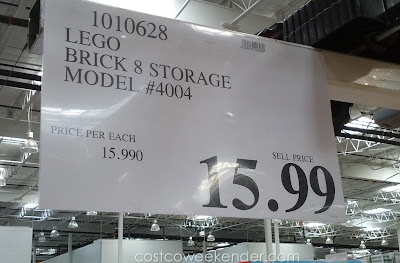 1010628
LEGO
BRICK 8 STORAGE
MODEL #4004
PRICE PER EACH
15.990
SELL PRICE
15.99
costcoweekender.com